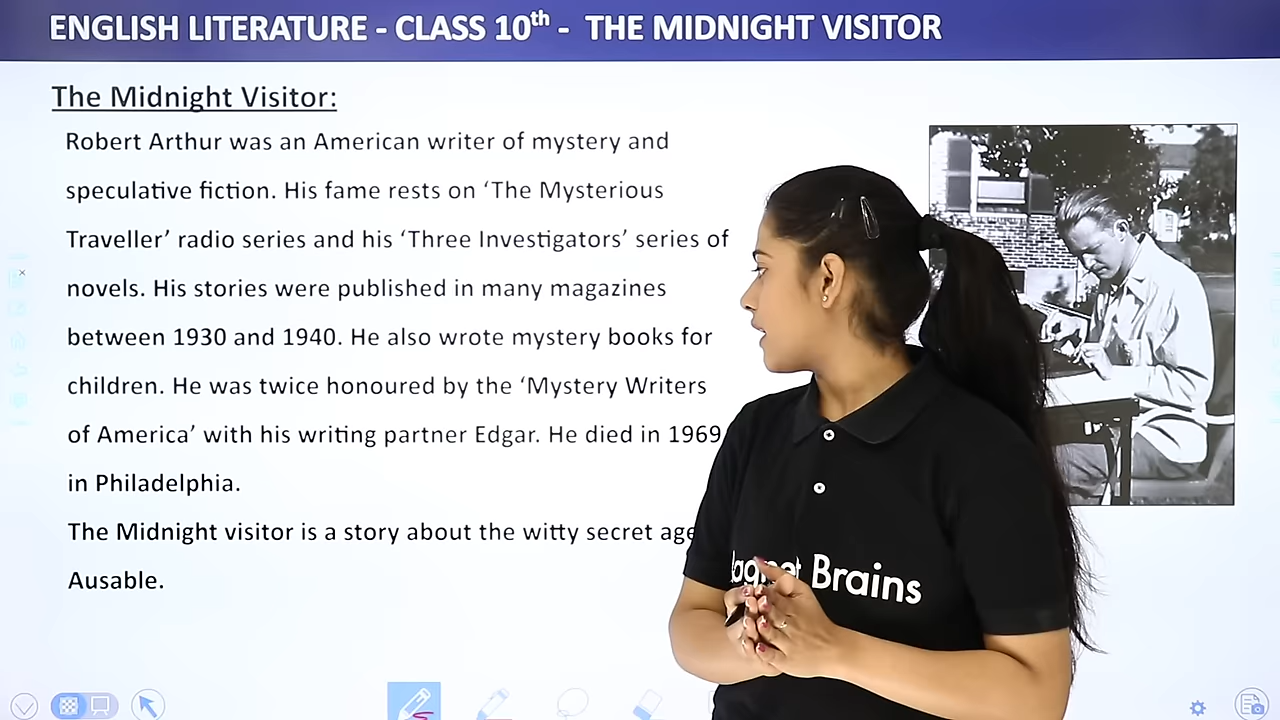 ENGLISH LITERATURE - CLASS 10th - THE MIDNIGHT VISITOR
The Midnight Visitor:
Robert Arthur was an American writer of mystery and
speculative fiction. His fame rests on ‘The Mysterious
Traveller’ radio series and his ‘Three Investigators’ series of
novels. His stories were published in many magazines
between 1930 and 1940. He also wrote mystery books for
children. He was twice honoured by the ‘Mystery Writers
of America’ with his writing partner Edgar. He died in 1969
in Philadelphia.
The Midnight visitor is a story about the witty secret
Ausable.
Brains